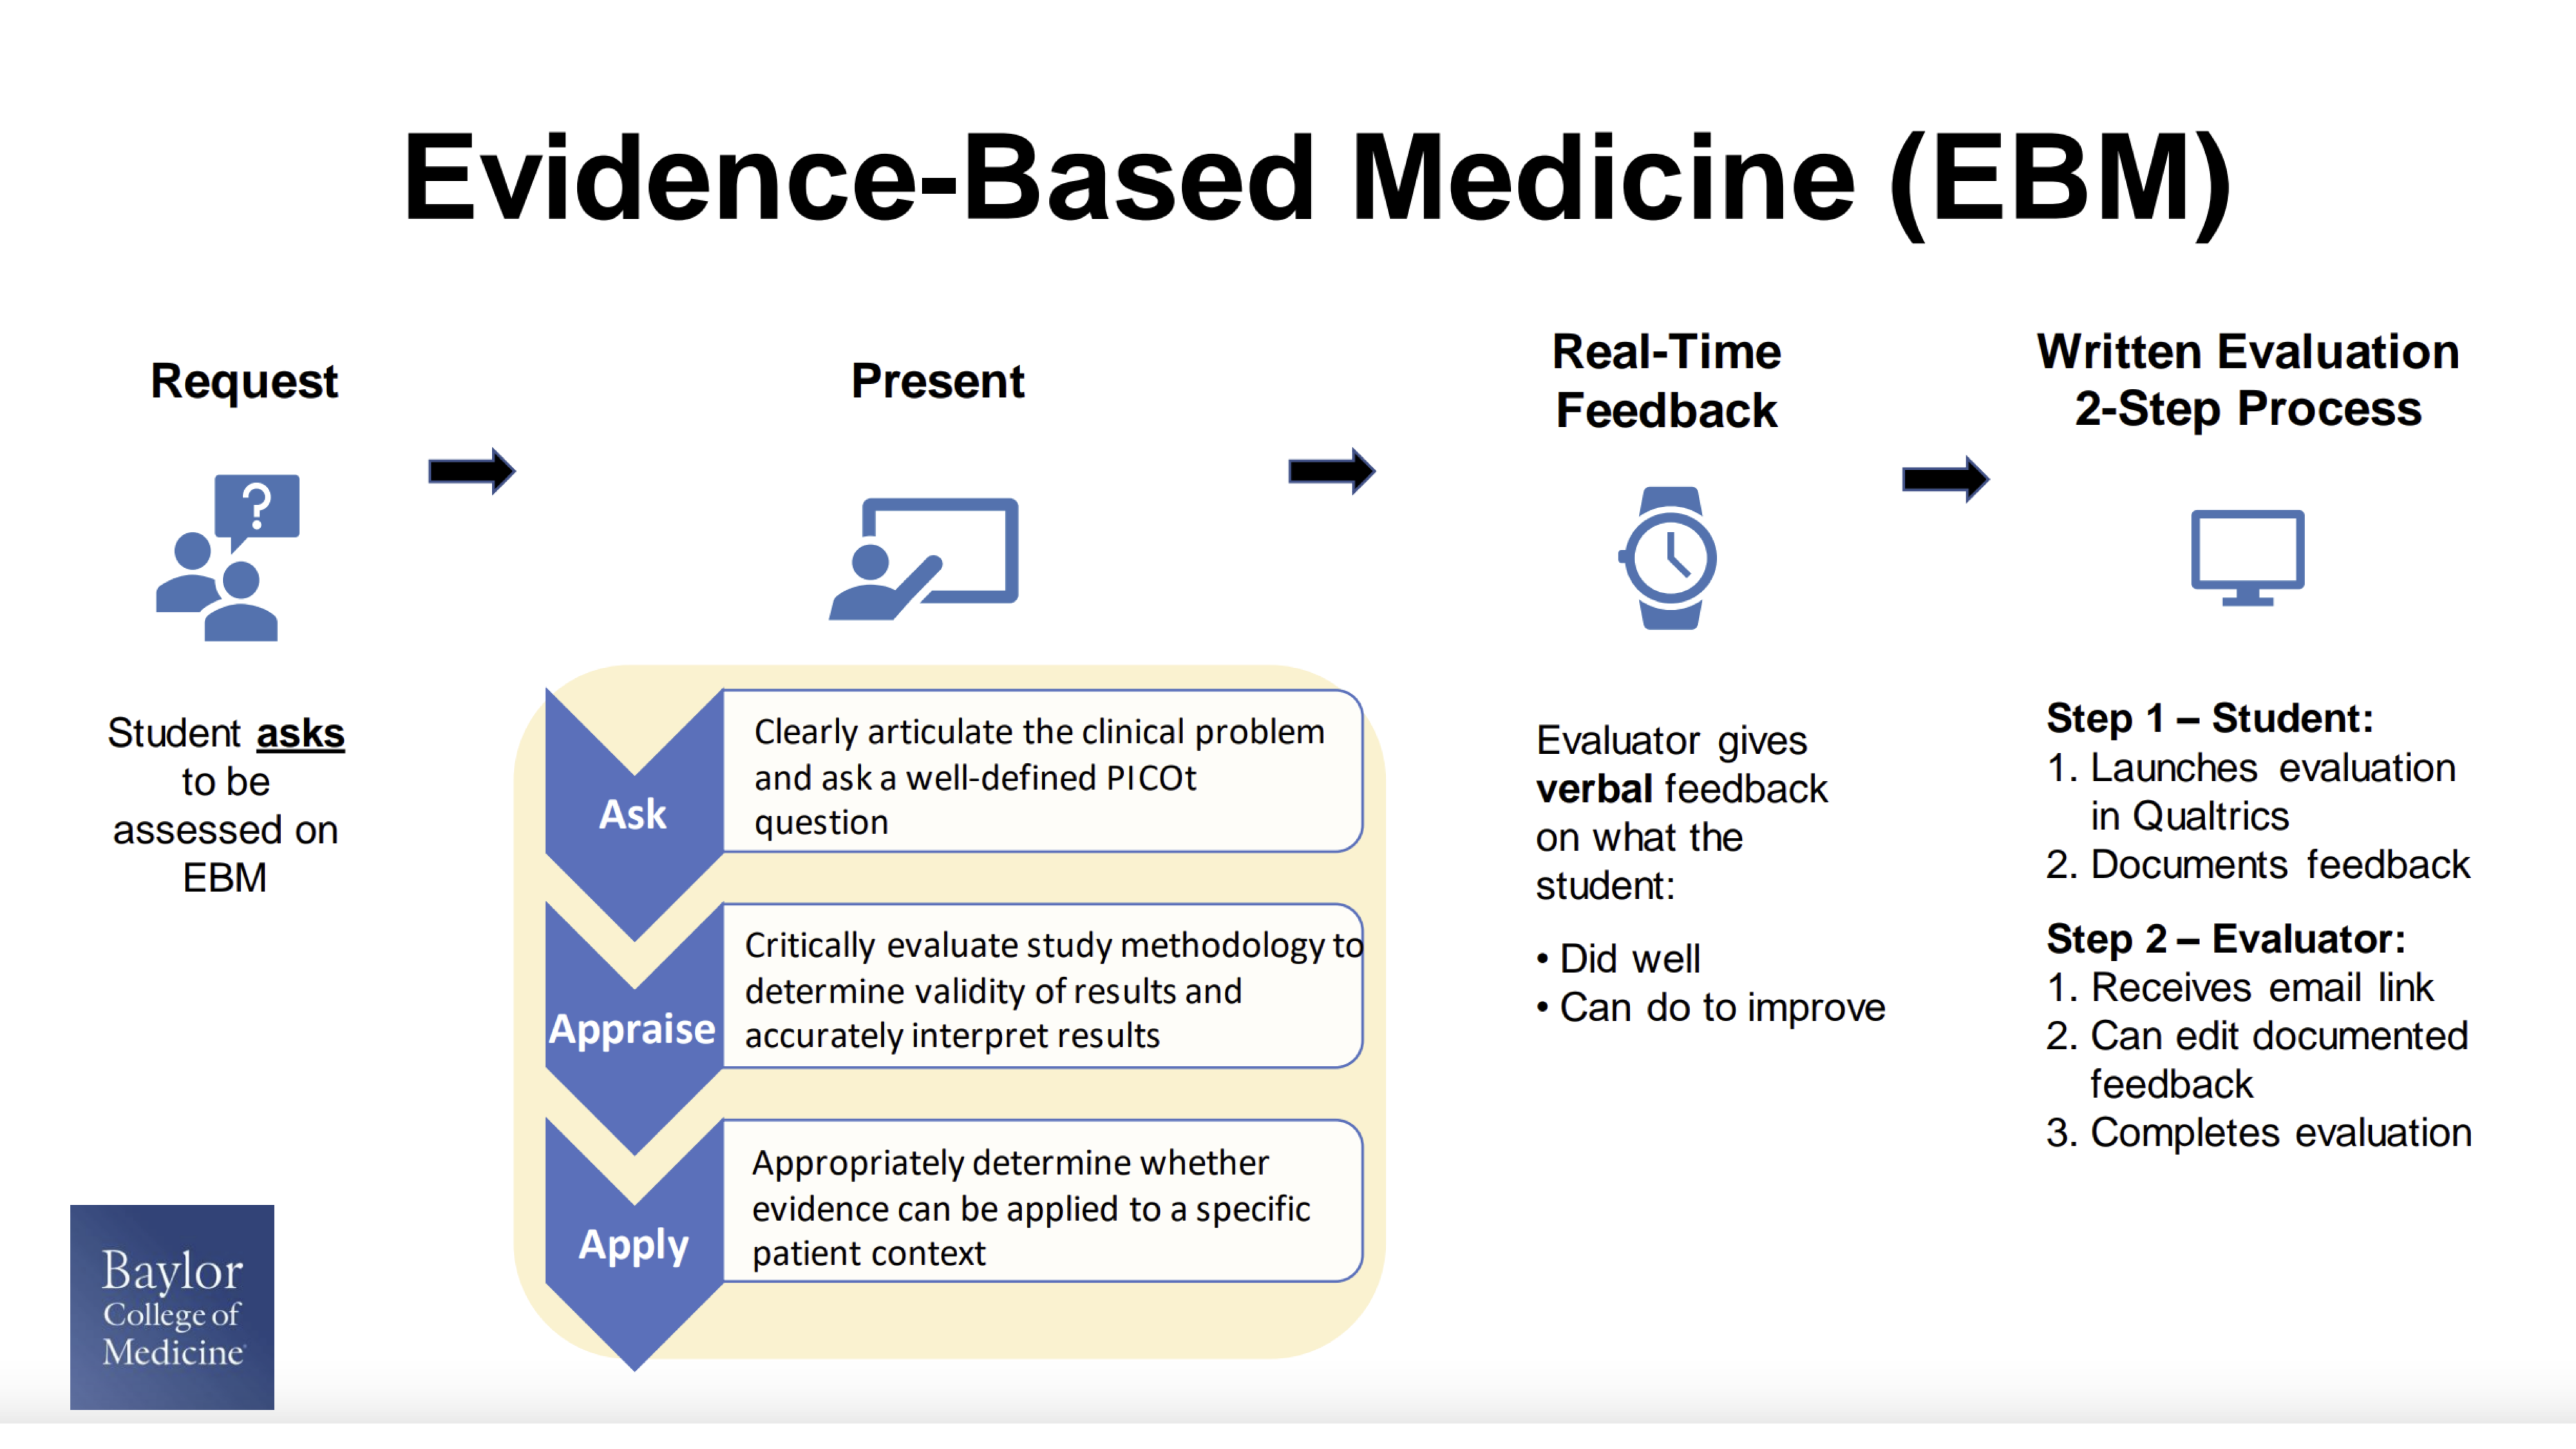 Evidence-Based Medicine (EBM)
Request
?
Student asks
to be
assessed on
EBM
Present
Ask
Clearly articulate the clinical problem
and ask a well-defined PICOt
question
Appraise
Critically evaluate study methodology to
determine validity of results and
accurately interpret results
Apply
Appropriately determine whether
evidence can be applied to a specific
patient context
Real-Time
Feedback
Evaluator gives
verbal feedback
on what the
student:
• Did well
• Can do to improve
Written Evaluation
2-Step Process
Step 1 – Student:
1. Launches evaluation
in Qualtrics
2. Documents feedback
Step 2 – Evaluator:
1. Receives email link
2. Can edit documented
feedback
3. Completes evaluation
Baylor
College of
Medicine